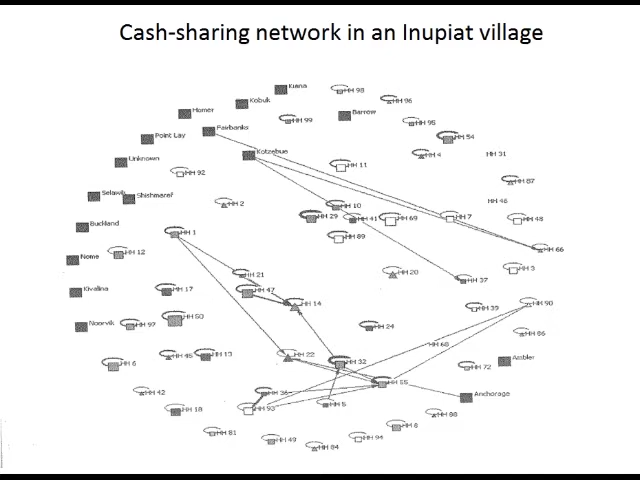 Cash-sharing network in an Inupiat village
Kiana
HH 98
Kobuk
HH 96
Homer
Barrow
HH 99
HH 95
Fairbanks
Point Lay
HH 54
Kotzebue
HH 4
HH 31
Unknown
HH 11
HH 92
HH 87
Selawik
Shishmaref
HH 46
HH 2
HH 10
HH 29
HH 41
HH 69
HH 7
HH 48
Buckland
HH 1
HH 89
HH 66
HH 12
Nome
HH 21
HH 20
HH 3
HH 37
Kivalina
HH 17
HH 47
HH 14
HH 39
HH 90
Noorvik
HH 97
HH 50
HH 24
HH 86
HH 68
HH 45
HH 13
HH 22
HH 6
HH 32
HH 72
Ambler
HH 55
HH 42
HH 36
Anchorage
HH 18
HH 93
HH 5
HH 88
HH 8
HH 81
HH 49
HH 84
HH 94